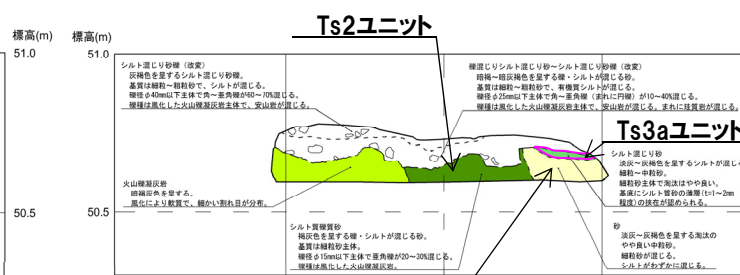 標高(m)
標高(m)
51.0
51.0
50.5
50.5
Ts2ユニット
Ts3aユニット
シルト混じり砂礫（改変）
灰褐色を呈するシルト混じり砂礫。
基質は細粒～粗粒砂で、シルトが混じる。
礫径φ40mm以下主体で角～亜角礫が60～70%混じる。
礫種は風化した火山礫凝灰岩主体で、安山岩が混じる。
礫混じりシルト混じり砂～シルト混じり砂礫（改変）
暗褐～暗灰褐色を呈する礫・シルトが混じる砂。
基質は細粒～粗粒砂で、有機質シルトが混じる。
礫径φ25mm以下主体で角～亜角礫（まれに円礫）が10～40%混じる。
礫種は風化した火山礫凝灰岩主体で、安山岩が混じる。まれに珪質岩が混じる。
火山礫凝灰岩
暗褐灰色を呈する。
風化により軟質で、細かい割れ目が分布。
シルト質礫質砂
褐灰色を呈する礫・シルトが混じる砂。
基質は細粒砂主体。
礫径φ15mm以下主体で亜角礫が20～30%混じる。
礫種は風化した火山礫凝灰岩。
シルト混じり砂
淡灰～灰褐色を呈するシルトが混じる
細粒～中粒砂。
細粒砂主体で淘汰はやや良い。
基底にシルト質砂の薄層（t=1～2mm
程度）の挟在が認められる。
砂
淡灰～灰褐色を呈する淘汰の
やや良い中粒砂。
細粒砂が混じる。
シルトがわずかに混じる。